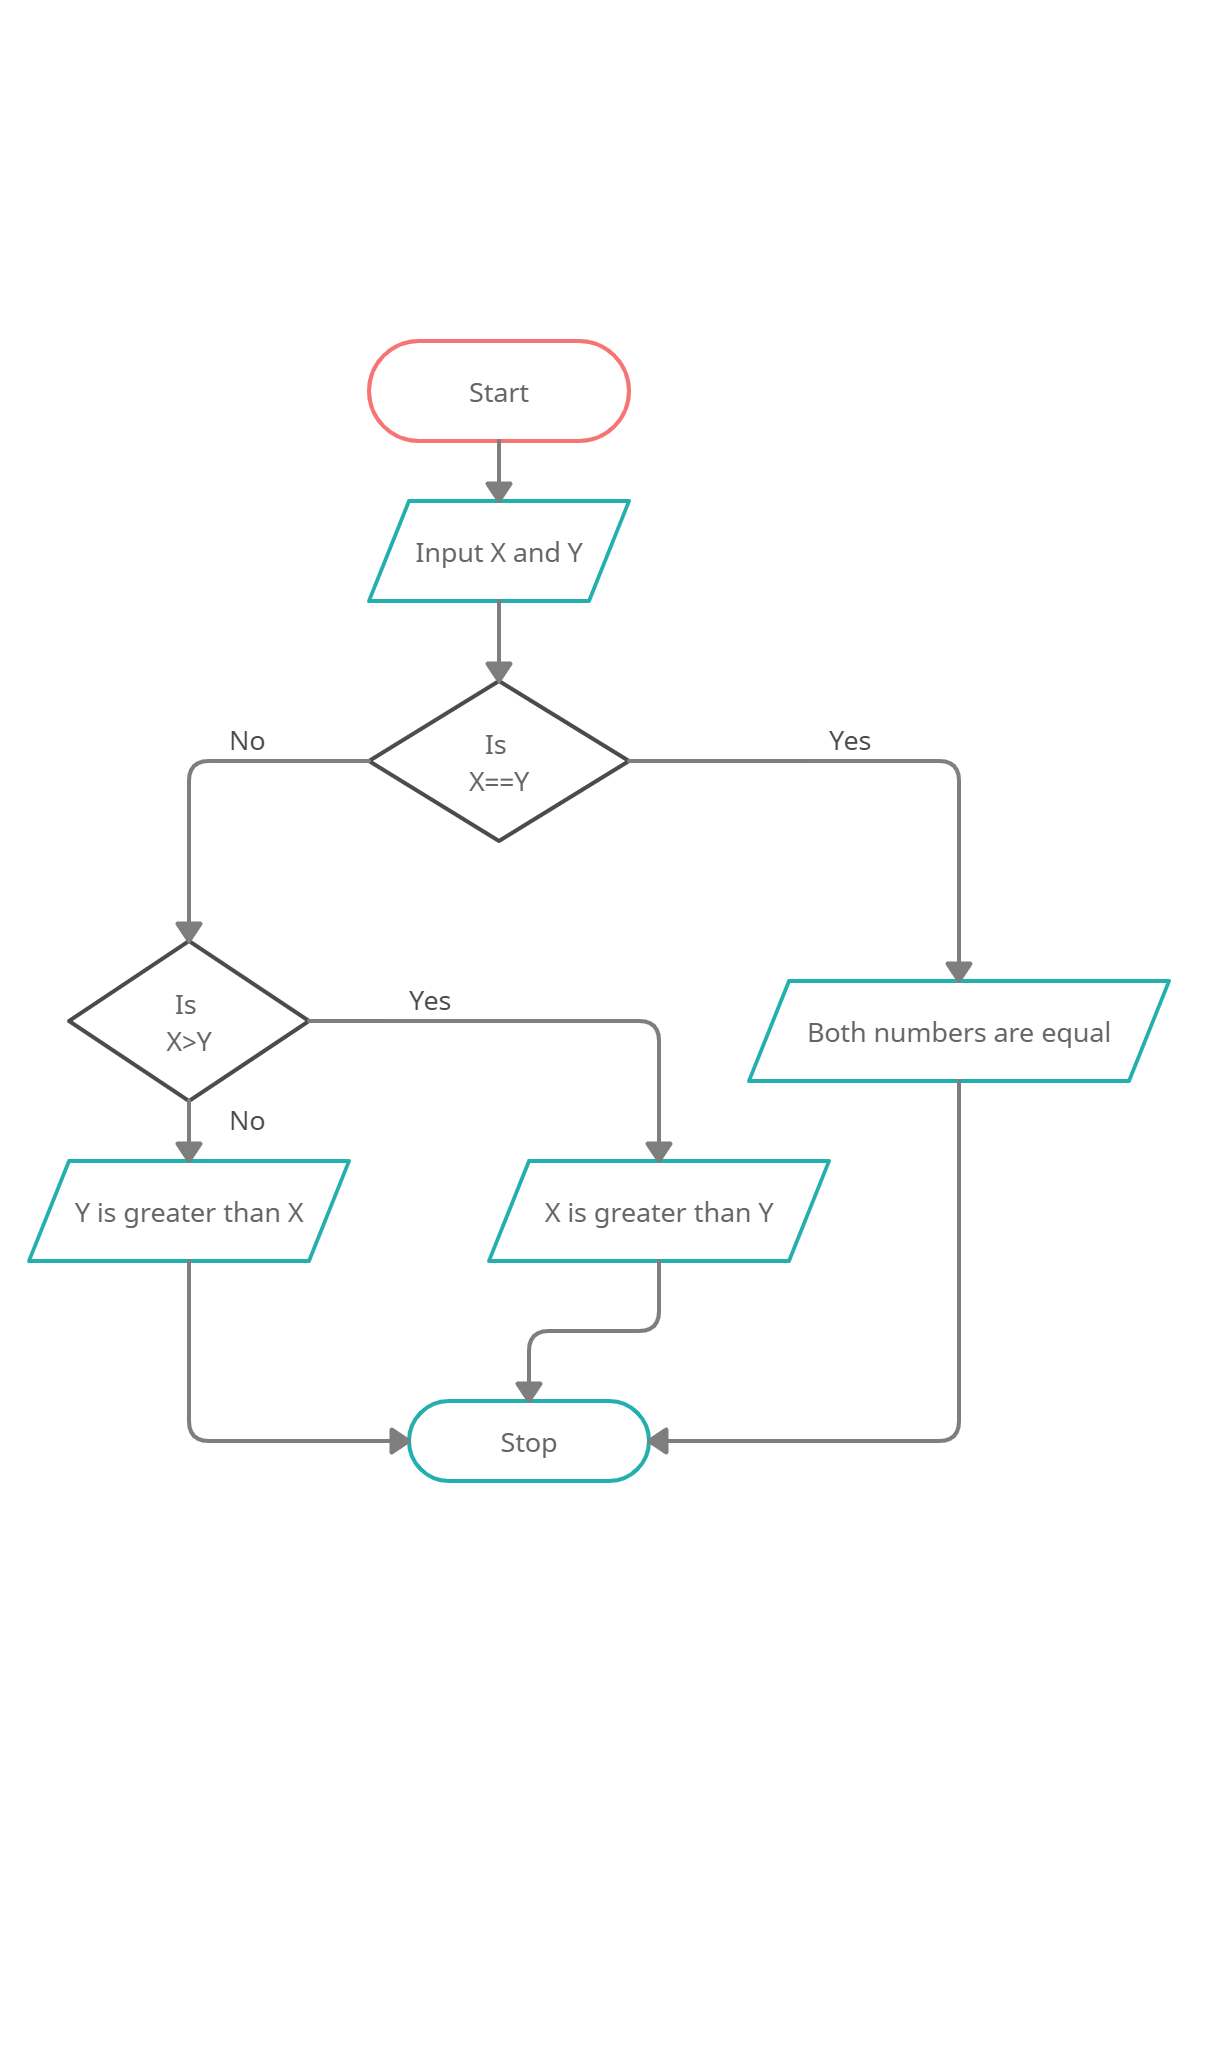 Start
Input X and Y
Is
X==Y
No
Yes
Is
X>Y
Yes
No
Both numbers are equal
Y is greater than X
X is greater than Y
Stop